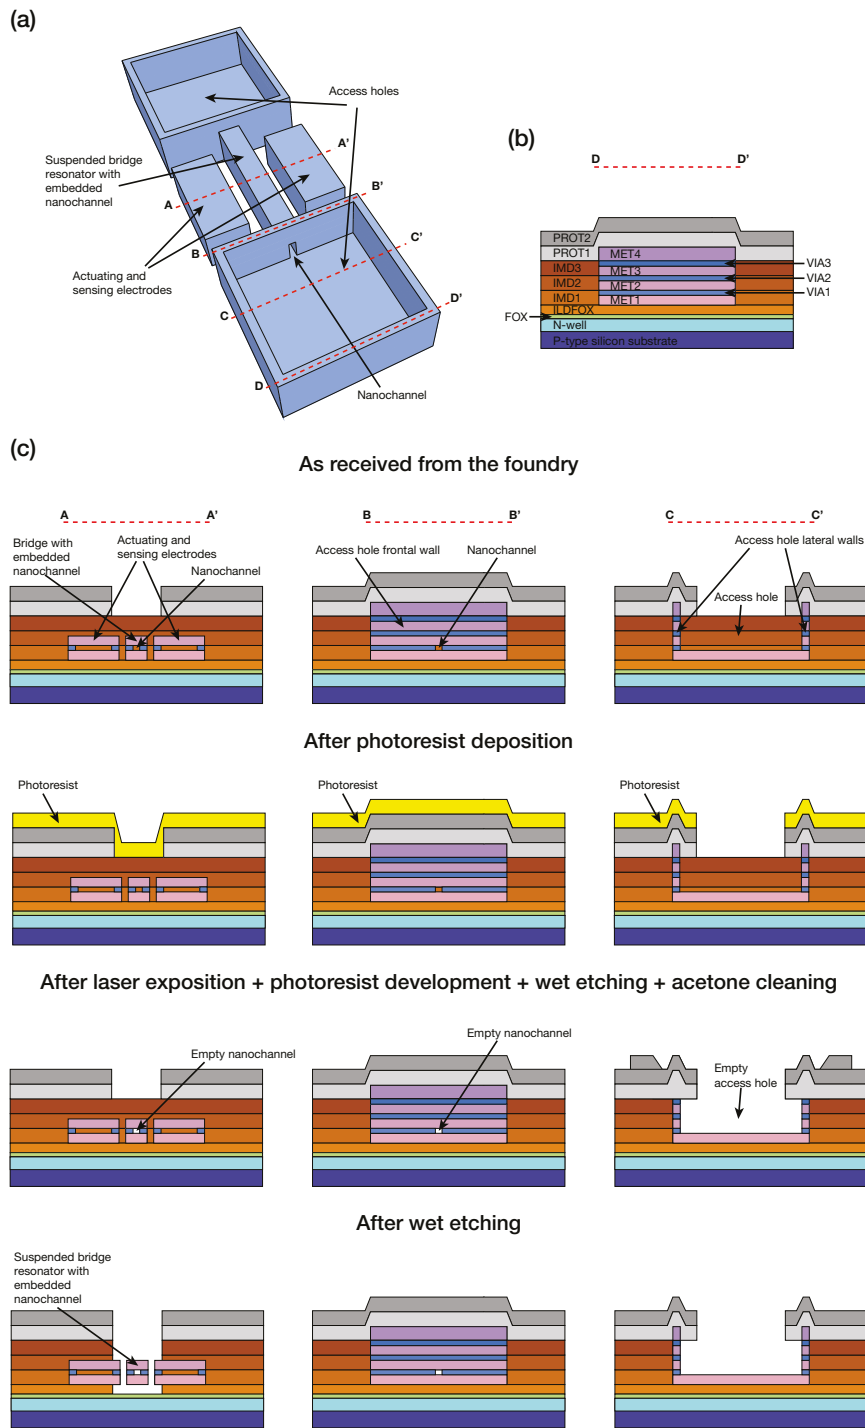 (a)
Access holes
Suspended bridge
resonator with
embedded
nanochannel
A'
A
B'
B
C'
C
D'
D
Actuating and
sensing electrodes
Nanochannel
(b)
D
D'
PROT2
PROT1
MET4
IMD3
MET3
VIA3
IMD2
MET2
VIA2
IMD1
MET1
VIA1
ILDFOX
FOX
N-well
P-type silicon substrate
(c)
As received from the foundry
A
A'
B
B'
C
C'
Bridge with
embedded
nanochannel
Actuating and
sensing electrodes
Nanochannel
Access hole frontal wall
Nanochannel
Access hole lateral walls
Access hole
After photoresist deposition
Photoresist
Photoresist
Photoresist
After laser exposition + photoresist development + wet etching + acetone cleaning
Empty nanochannel
Empty nanochannel
Empty
access hole
After wet etching
Suspended bridge
resonator with
embedded
nanochannel